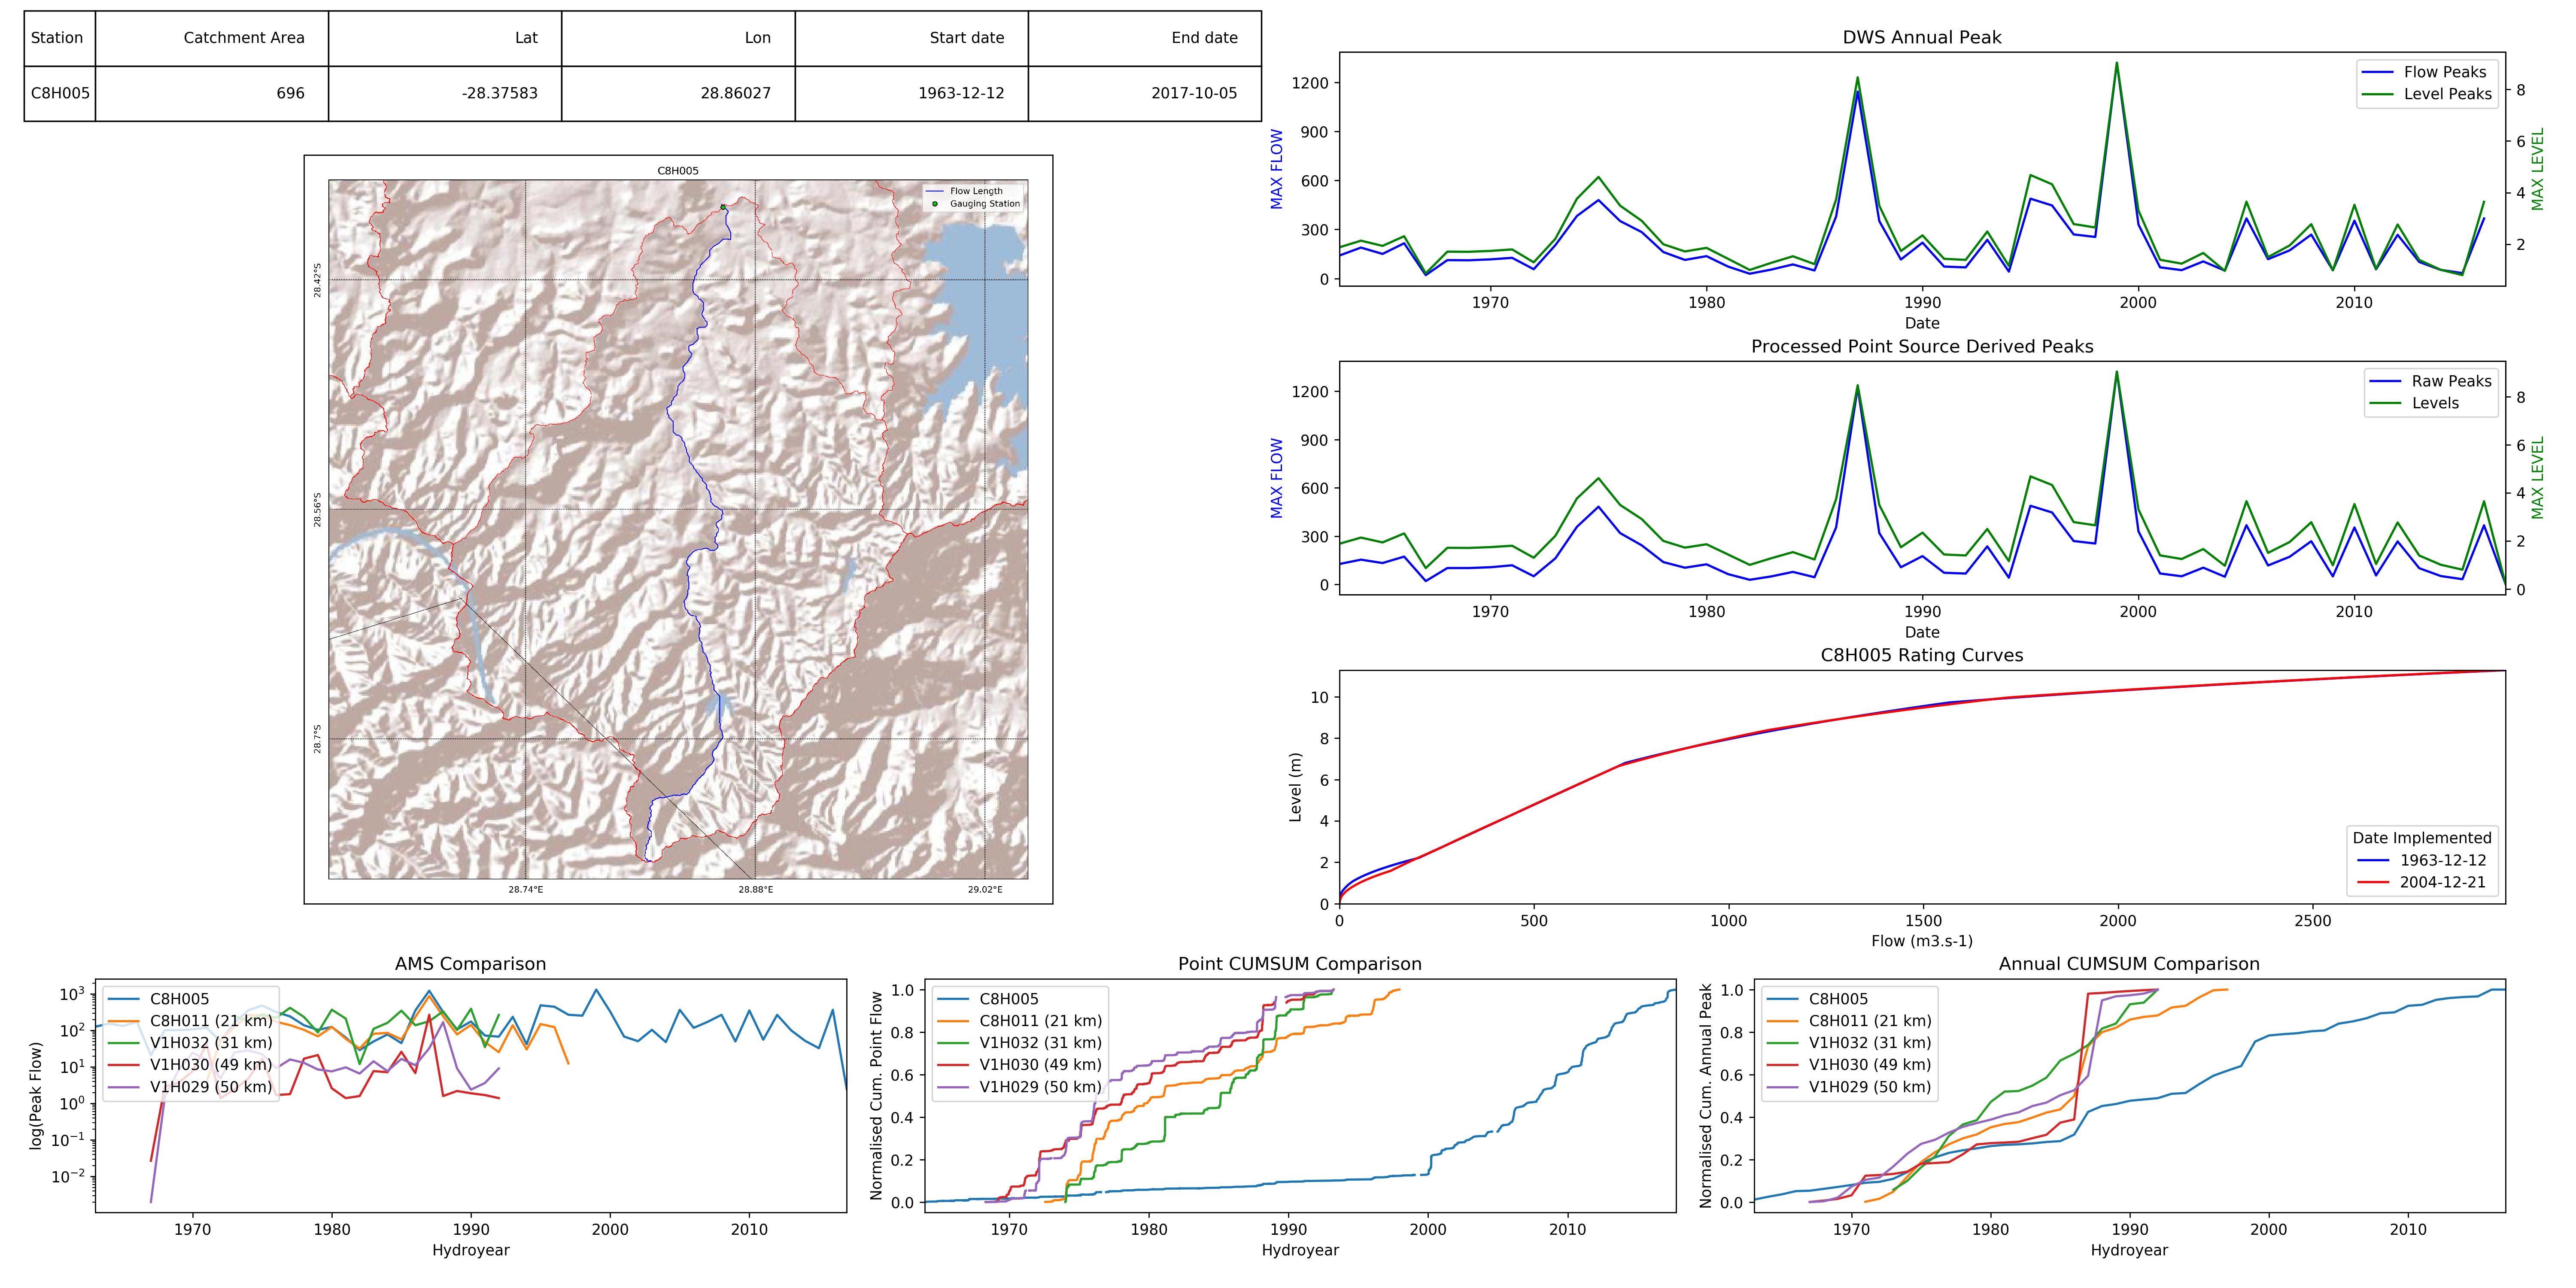 Station Catchment Area Lat Lon Start date End date
C8H005 696 -28.37583 28.86027 1963-12-12 2017-10-05
C8H005
Flow Length
Gauging Station
28.42°S
28.56°S
28.7°S
28.74°E 28.88°E 29.02°E
DWS Annual Peak
Flow Peaks
Level Peaks
MAX FLOW
MAX LEVEL
1200
900
600
300
0
8
6
4
2
1970 1980 1990 2000 2010
Date
Processed Point Source Derived Peaks
Raw Peaks
Levels
MAX FLOW
MAX LEVEL
1200
900
600
300
0
8
6
4
2
0
1970 1980 1990 2000 2010
Date
C8H005 Rating Curves
Level (m)
10
8
6
4
2
0
Date Implemented
1963-12-12
2004-12-21
0 500 1000 1500 2000 2500
Flow (m3.s-1)
AMS Comparison
C8H005
C8H011 (21 km)
V1H032 (31 km)
V1H030 (49 km)
V1H029 (50 km)
log(Peak Flow)
10³
10²
10¹
10⁰
10⁻¹
10⁻²
1970 1980 1990 2000 2010
Hydroyear
Point CUMSUM Comparison
C8H005
C8H011 (21 km)
V1H032 (31 km)
V1H030 (49 km)
V1H029 (50 km)
Normalised Cum. Point Flow
1.0
0.8
0.6
0.4
0.2
0.0
1970 1980 1990 2000 2010
Hydroyear
Annual CUMSUM Comparison
C8H005
C8H011 (21 km)
V1H032 (31 km)
V1H030 (49 km)
V1H029 (50 km)
Normalised Cum. Annual Peak
1.0
0.8
0.6
0.4
0.2
0.0
1970 1980 1990 2000 2010
Hydroyear